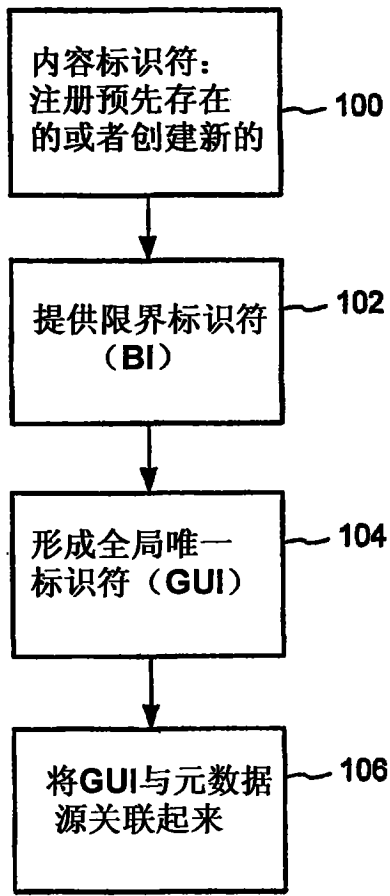 内容标识符：
注册预先存在
的或者创建新的
100
提供限界标识符
（BI）
102
形成全局唯一
标识符（GUI）
104
将GUI与元数据
源关联起来
106